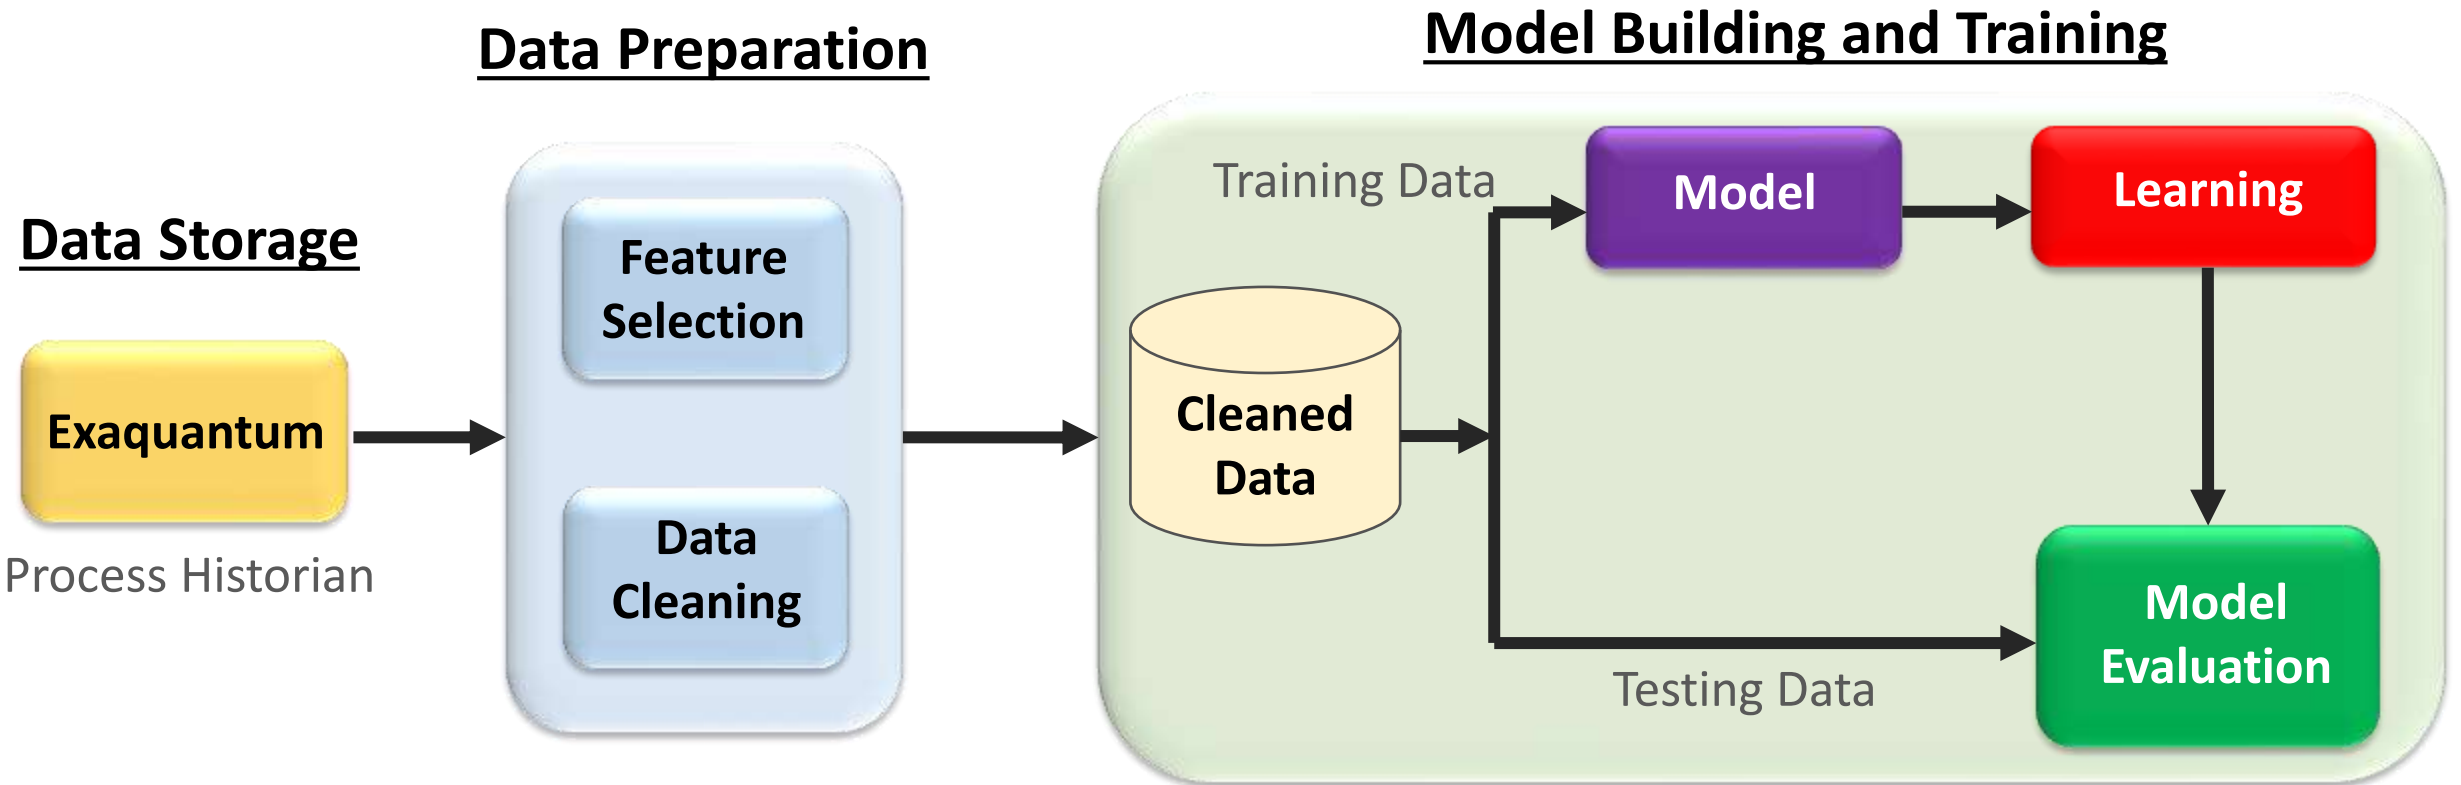 Data Storage
Exaquantum
Process Historian
Data Preparation
Feature
Selection
Data
Cleaning
Model Building and Training
Cleaned
Data
Training Data
Model
Learning
Testing Data
Model
Evaluation